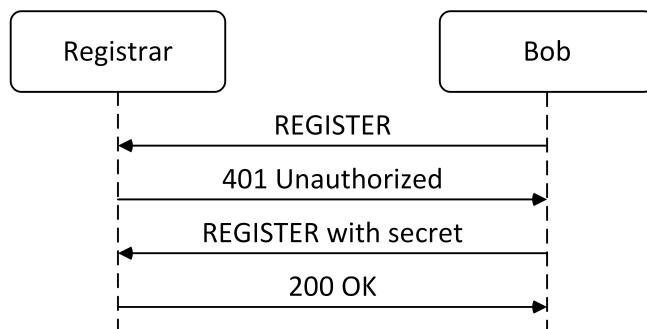 Registrar
Bob
REGISTER
401 Unauthorized
REGISTER with secret
200 OK